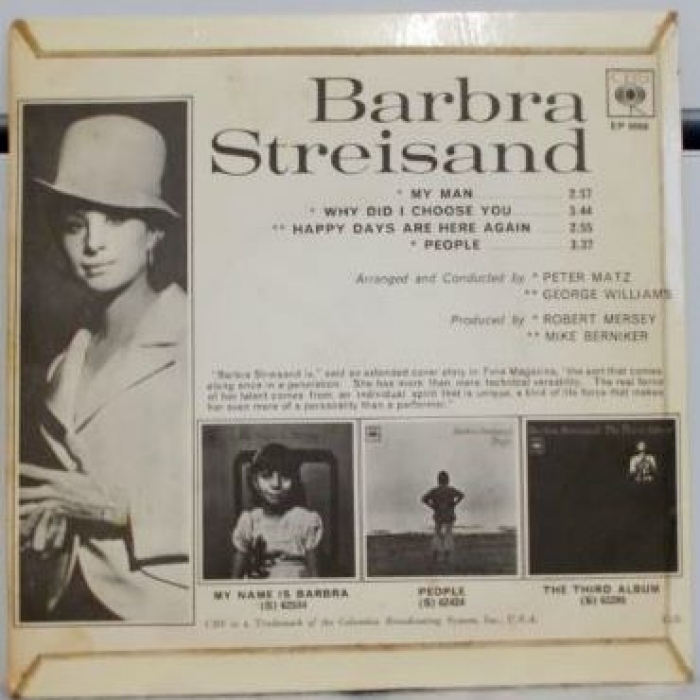 Barbra
Streisand
CBS
* MY MAN 2.57
* WHY DID I CHOOSE YOU 3.44
** HAPPY DAYS ARE HERE AGAIN 2.55
* PEOPLE 3.37
Arranged and Conducted by * PETER MATZ
** GEORGE WILLIAMS
Produced by * ROBERT MERSEY
** MIKE BERNIKER
"Barbra Streisand is," said an extended cover story in Time Magazine, "the sort that comes
along once in a generation. She has more than mere technical versatility. The real force
of her talent comes from an individual spirit that is unique, a kind of life force that makes
her even more of a personality than a performer."
MY NAME IS BARBRA
PEOPLE
(S) 62424
THE THIRD ALBUM
CBS is a Trademark of the Columbia Broadcasting System, Inc., U.S.A.